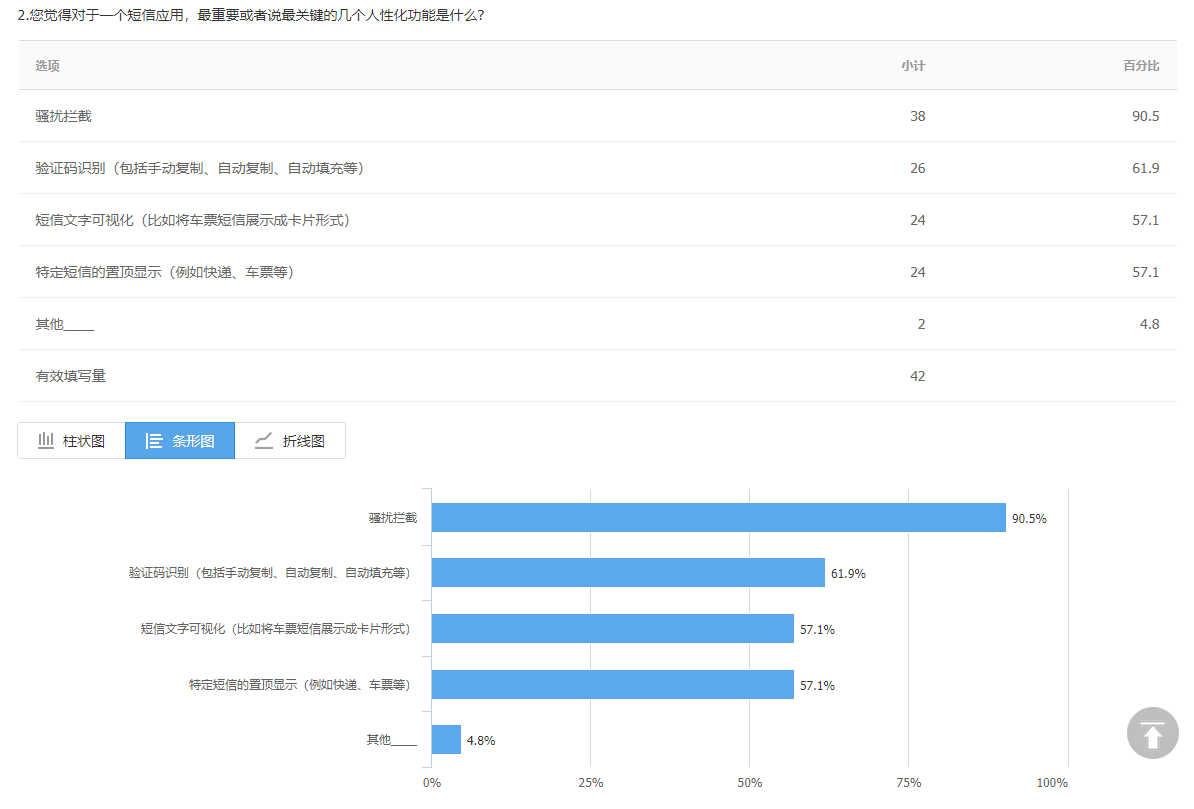 2.您觉得对于一个短信应用，最重要或者说最关键的几个人性化功能是什么?
选项 小计 百分比
骚扰拦截 38 90.5
验证码识别（包括手动复制、自动复制、自动填充等） 26 61.9
短信文字可视化（比如将车票短信展示成卡片形式） 24 57.1
特定短信的置顶显示（例如快递、车票等） 24 57.1
其他____ 2 4.8
有效填写量 42
柱状图 条形图 折线图
骚扰拦截 90.5%
验证码识别（包括手动复制、自动复制、自动填充等） 61.9%
短信文字可视化（比如将车票短信展示成卡片形式） 57.1%
特定短信的置顶显示（例如快递、车票等） 57.1%
其他____ 4.8%
0% 25% 50% 75% 100%